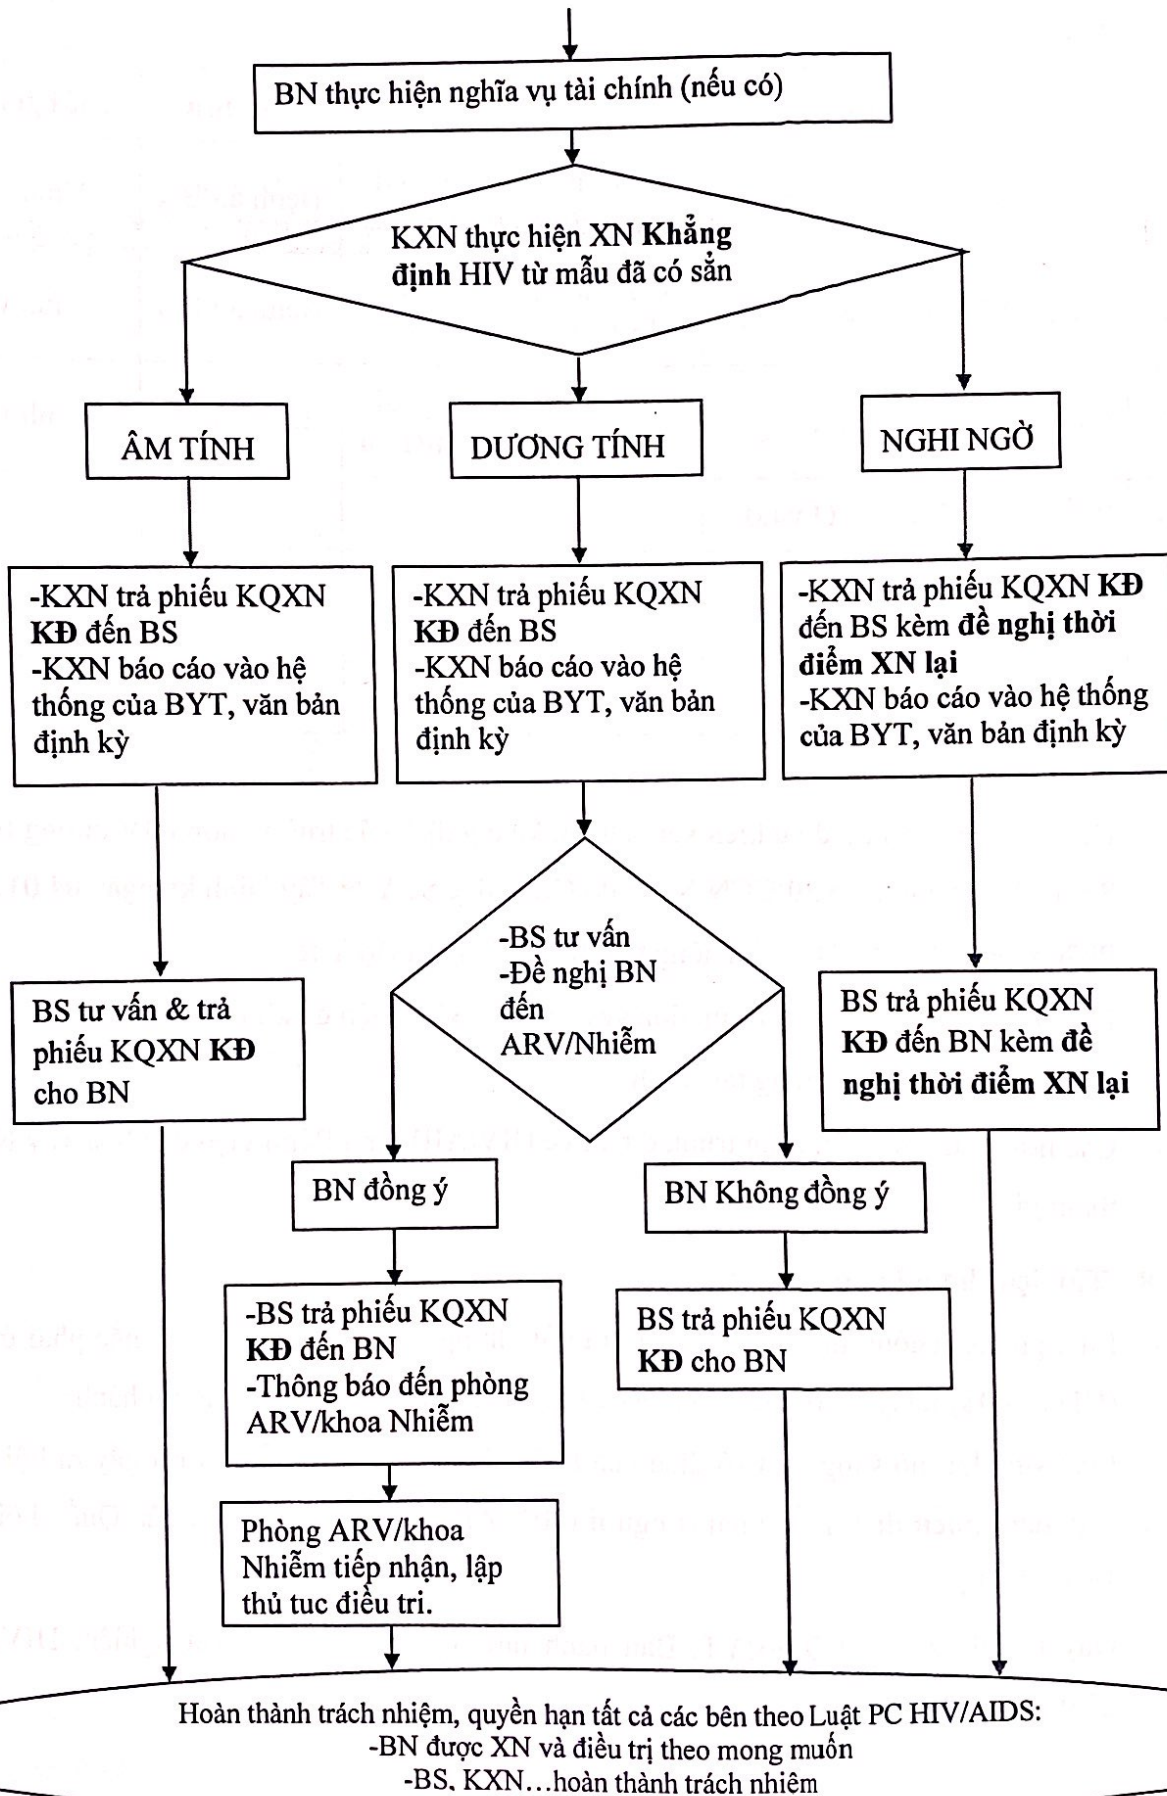 BN thực hiện nghĩa vụ tài chính (nếu có)
KXN thực hiện XN Khẳng
định HIV từ mẫu đã có sẳn
ÂM TÍNH
DƯƠNG TÍNH
NGHI NGỜ
-KXN trả phiếu KQXN
KĐ đến BS
-KXN báo cáo vào hệ
thống của BYT, văn bản
định kỳ
-KXN trả phiếu KQXN
KĐ đến BS
-KXN báo cáo vào hệ
thống của BYT, văn bản
định kỳ
-KXN trả phiếu KQXN KĐ
đến BS kèm đề nghị thời
điểm XN lại
-KXN báo cáo vào hệ thống
của BYT, văn bản định kỳ
-BS tư vấn
-Đề nghị BN
đến
ARV/Nhiễm
BS tư vấn & trả
phiếu KQXN KĐ
cho BN
BS trả phiếu KQXN
KĐ đến BN kèm đề
nghị thời điểm XN lại
BN đồng ý
BN Không đồng ý
-BS trả phiếu KQXN
KĐ đến BN
-Thông báo đến phòng
ARV/khoa Nhiễm
BS trả phiếu KQXN
KĐ cho BN
Phòng ARV/khoa
Nhiễm tiếp nhận, lập
thủ tuc điều tri.
Hoàn thành trách nhiệm, quyền hạn tất cả các bên theo Luật PC HIV/AIDS:
-BN được XN và điều trị theo mong muốn
-BS, KXN…hoàn thành trách nhiêm